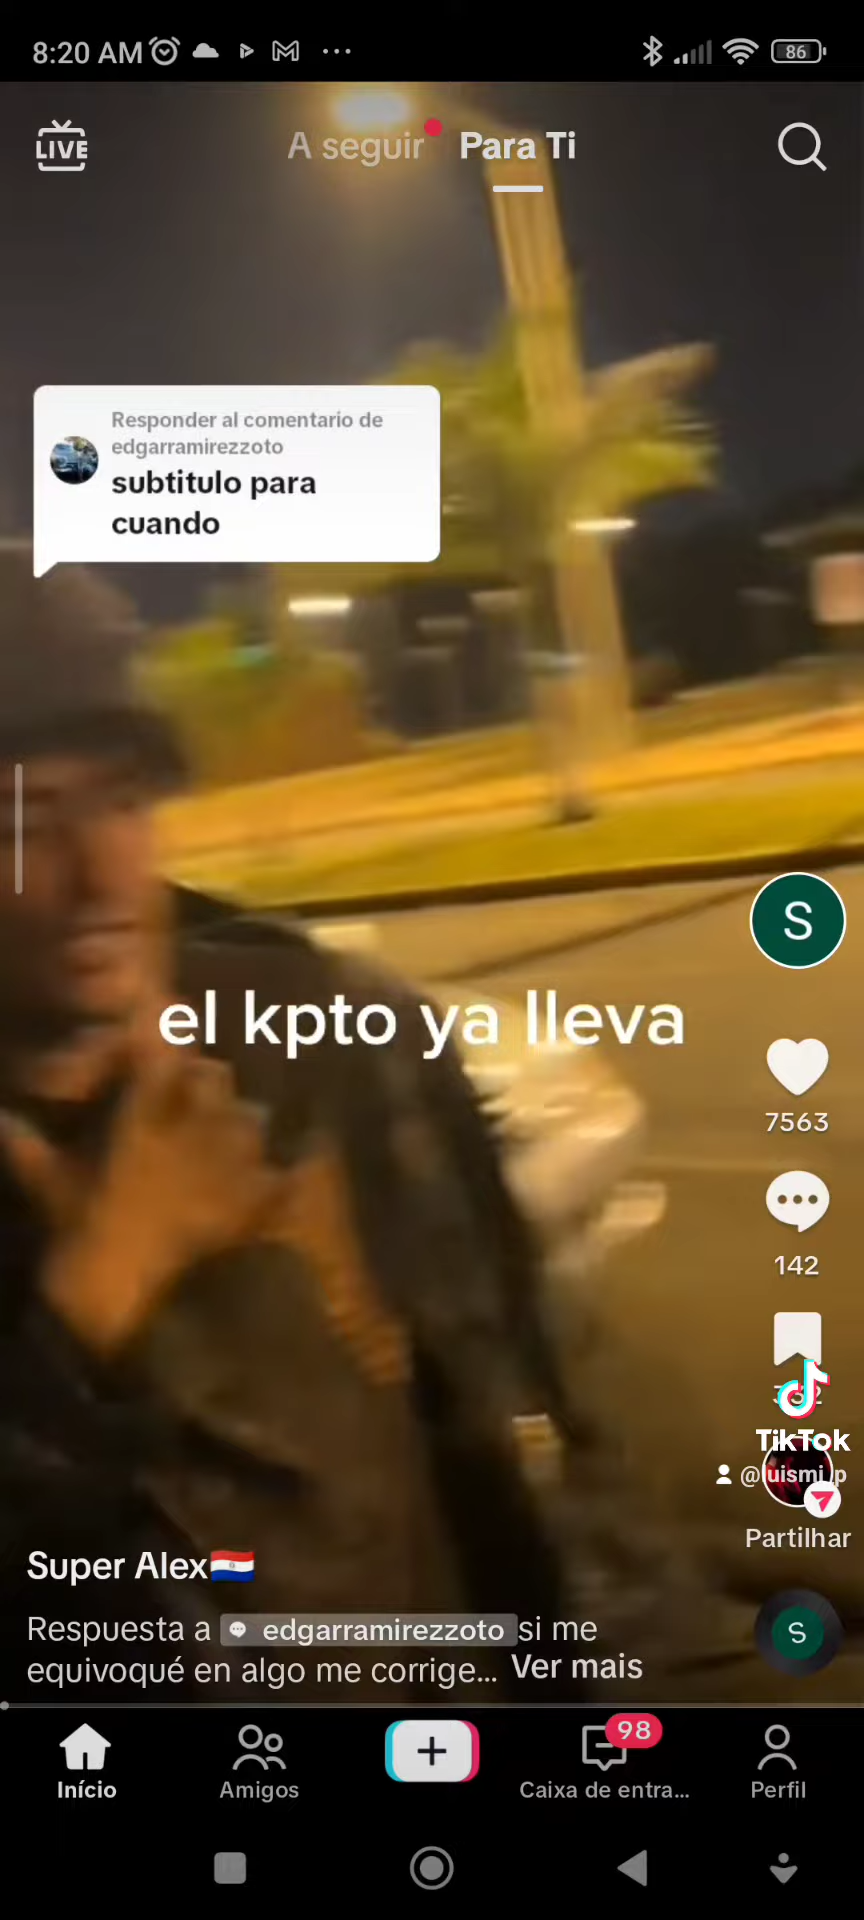 8:20 AM
86
LIVE
A seguir
Para Ti
Responder al comentario de
edgarramirezzoto
subtitulo para
cuando
S
el kpto ya lleva
7563
142
TikTok
Partilhar
Super Alex
Respuesta a edgarramirezzoto si me
equivoqué en algo me corrige... Ver mais
S
98
Início
Amigos
Caixa de entra...
Perfil